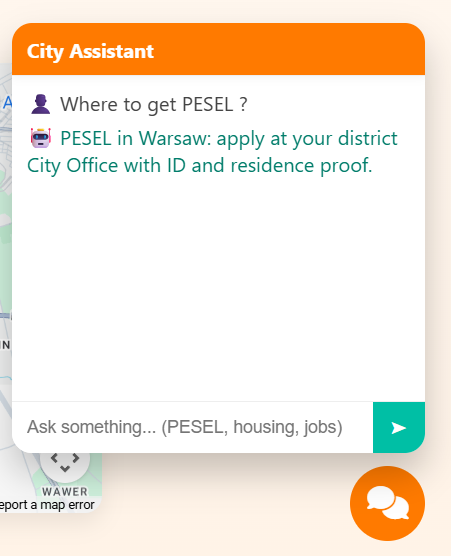 City Assistant
Where to get PESEL ?
PESEL in Warsaw: apply at your district
City Office with ID and residence proof.
Ask something... (PESEL, housing, jobs)
WAWER
eport a map error